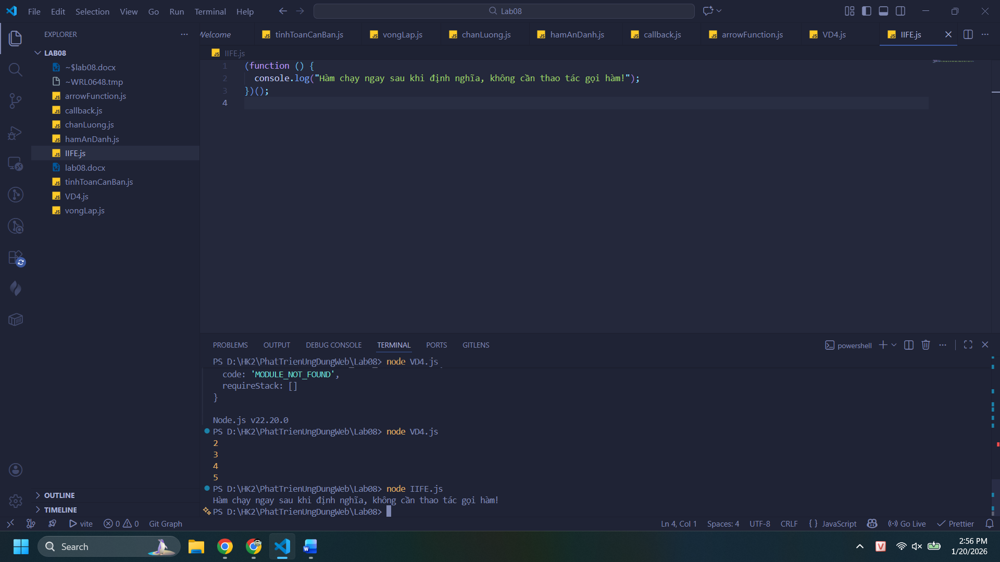 File Edit Selection View Go Run Terminal Help
Lab08
EXPLORER
LAB08
~$lab08.docx
~WRL0648.tmp
arrowFunction.js
callback.js
chanLuong.js
hamAnDanh.js
IIFE.js
lab08.docx
tinhToanCanBan.js
VD4.js
vongLap.js
OUTLINE
TIMELINE
Welcome tinhToanCanBan.js vongLap.js chanLuong.js hamAnDanh.js callback.js arrowFunction.js VD4.js IIFE.js
IIFE.js
1 (function () {
2 console.log("Hàm chạy ngay sau khi định nghĩa, không cần thao tác gọi hàm!");
3 })();
4
PROBLEMS OUTPUT DEBUG CONSOLE TERMINAL PORTS GITLENS
powershell
PS D:\HK2\PhatTrienUngDungWeb\Lab08> node VD4.js
code: 'MODULE_NOT_FOUND',
requireStack: []
}
Node.js v22.20.0
PS D:\HK2\PhatTrienUngDungWeb\Lab08> node VD4.js
2
3
4
5
PS D:\HK2\PhatTrienUngDungWeb\Lab08> node IIFE.js
Hàm chạy ngay sau khi định nghĩa, không cần thao tác gọi hàm!
PS D:\HK2\PhatTrienUngDungWeb\Lab08>
vite 0 0 Git Graph
Ln 4, Col 1 Spaces: 4 UTF-8 CRLF { } JavaScript Go Live Prettier
Search
2:56 PM
1/20/2026